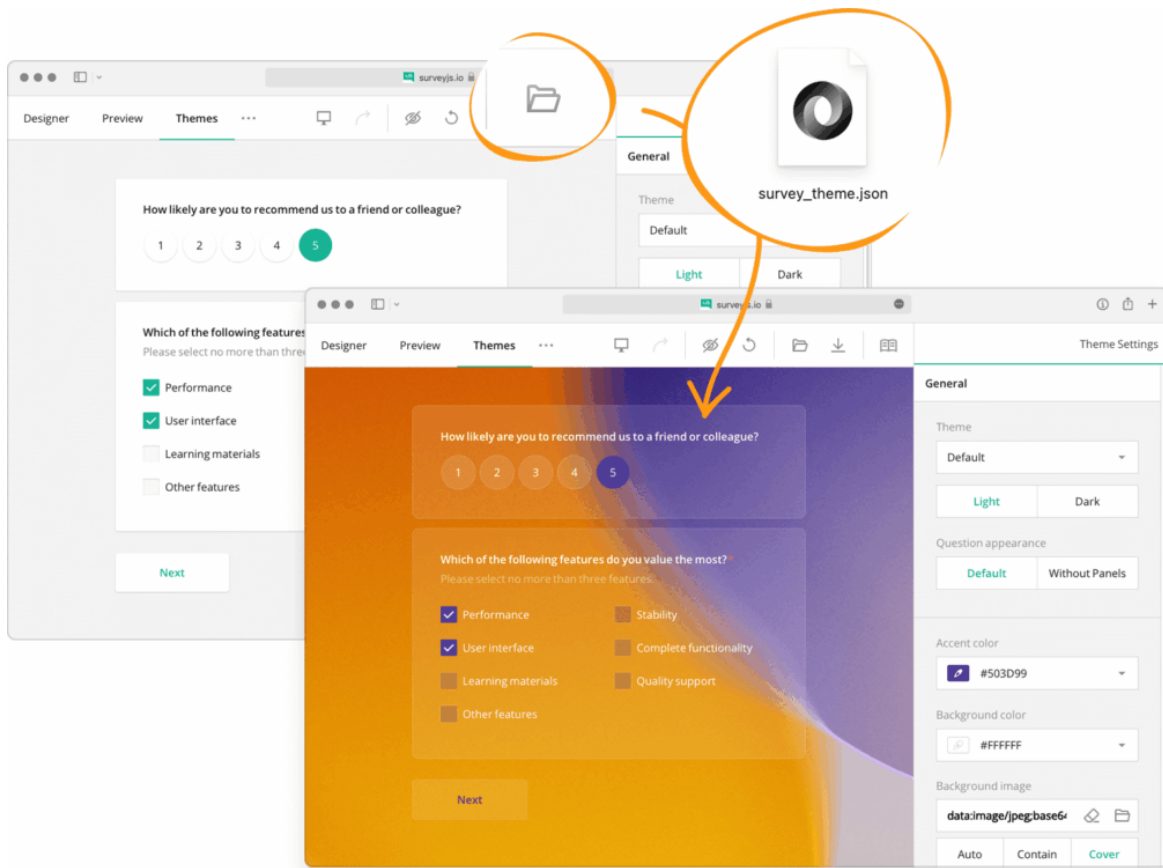 surveyjs.io
Designer
Preview
Themes
General
Theme
Default
Light
Dark
How likely are you to recommend us to a friend or colleague?
1
2
3
4
5
Which of the following features
Please select no more than three
Performance
User interface
Learning materials
Other features
Next
survey_theme.json
surveyjs.io
Designer
Preview
Themes
Theme Settings
How likely are you to recommend us to a friend or colleague?
1
2
3
4
5
Which of the following features do you value the most?*
Please select no more than three features.
Performance
Stability
User interface
Complete functionality
Learning materials
Quality support
Other features
Next
General
Theme
Default
Light
Dark
Question appearance
Default
Without Panels
Accent color
#503D99
Background color
#FFFFFF
Background image
data:image/jpeg;base64
Auto
Contain
Cover